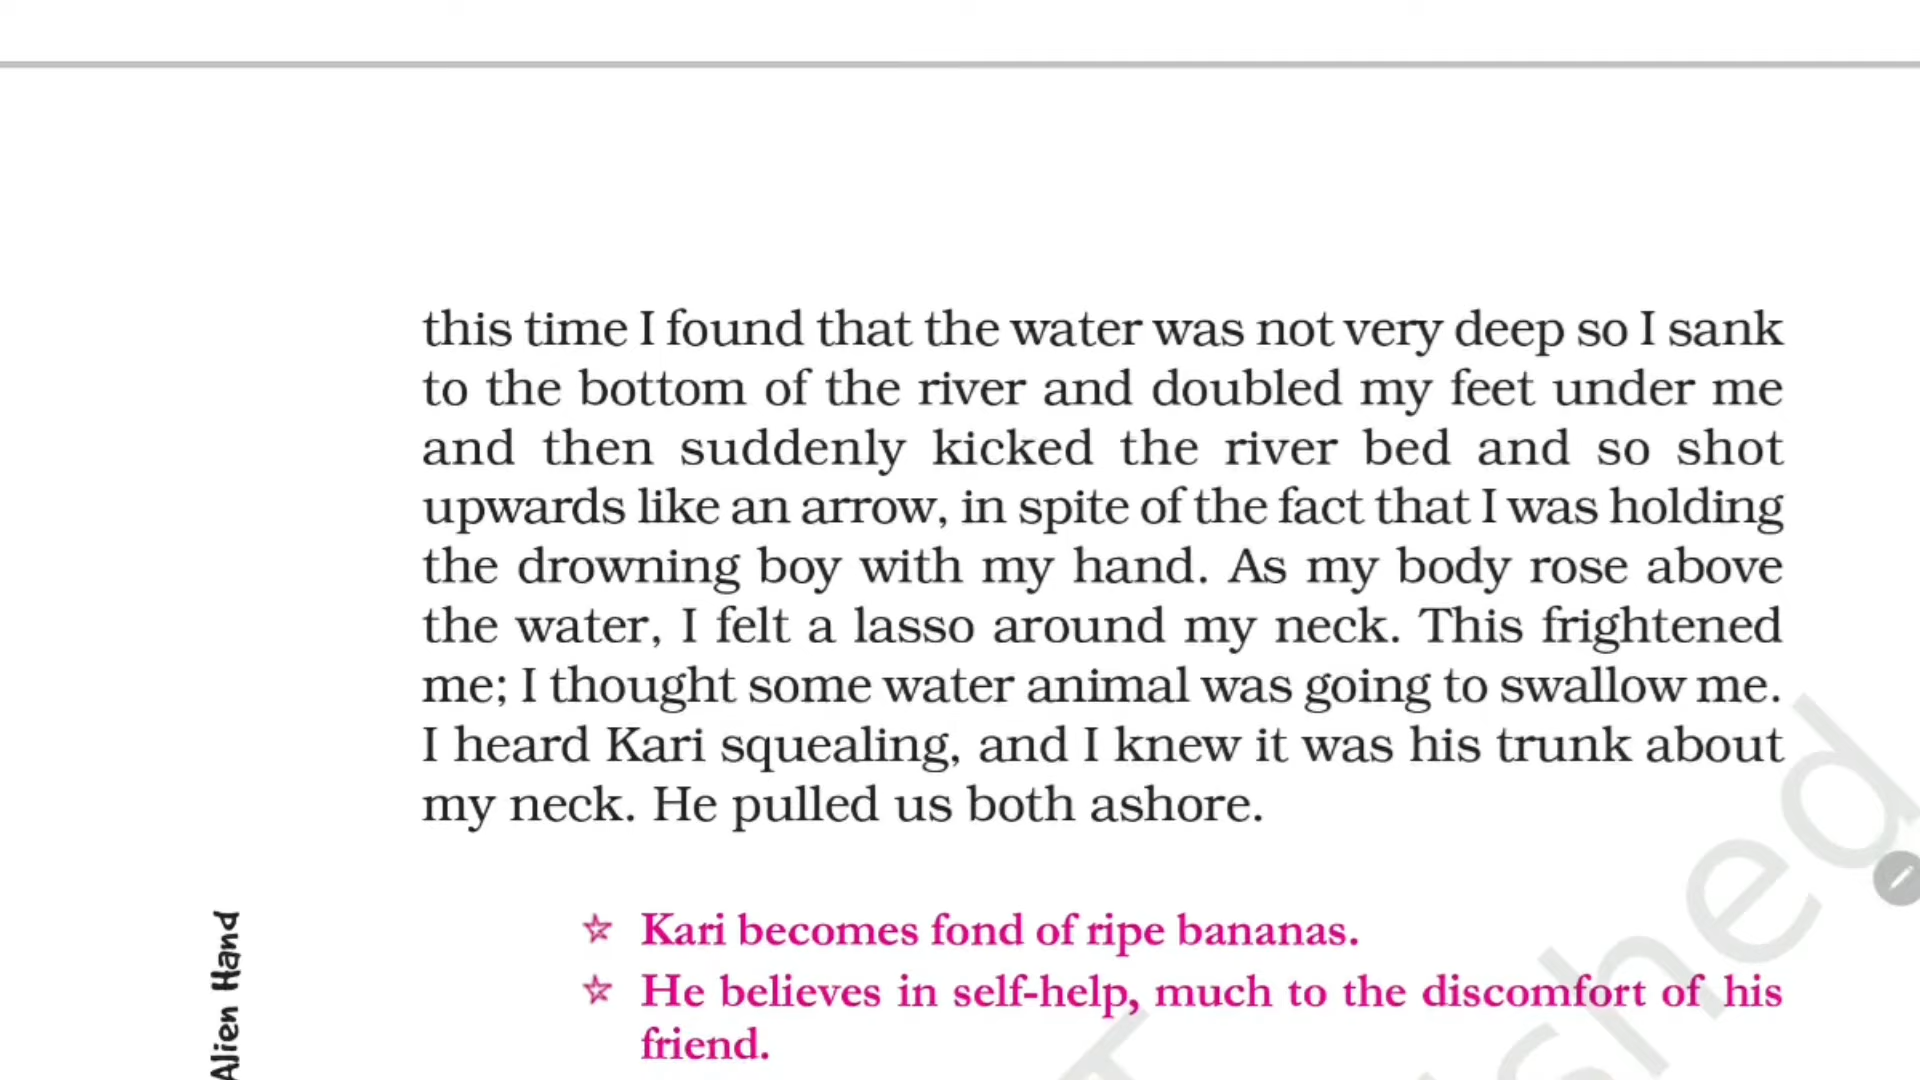 this time I found that the water was not very deep so I sank
to the bottom of the river and doubled my feet under me
and then suddenly kicked the river bed and so shot
upwards like an arrow, in spite of the fact that I was holding
the drowning boy with my hand. As my body rose above
the water, I felt a lasso around my neck. This frightened
me; I thought some water animal was going to swallow me.
I heard Kari squealing, and I knew it was his trunk about
my neck. He pulled us both ashore.
☆ Kari becomes fond of ripe bananas.
☆ He believes in self-help, much to the discomfort of his
friend.
Alien Hand
shed